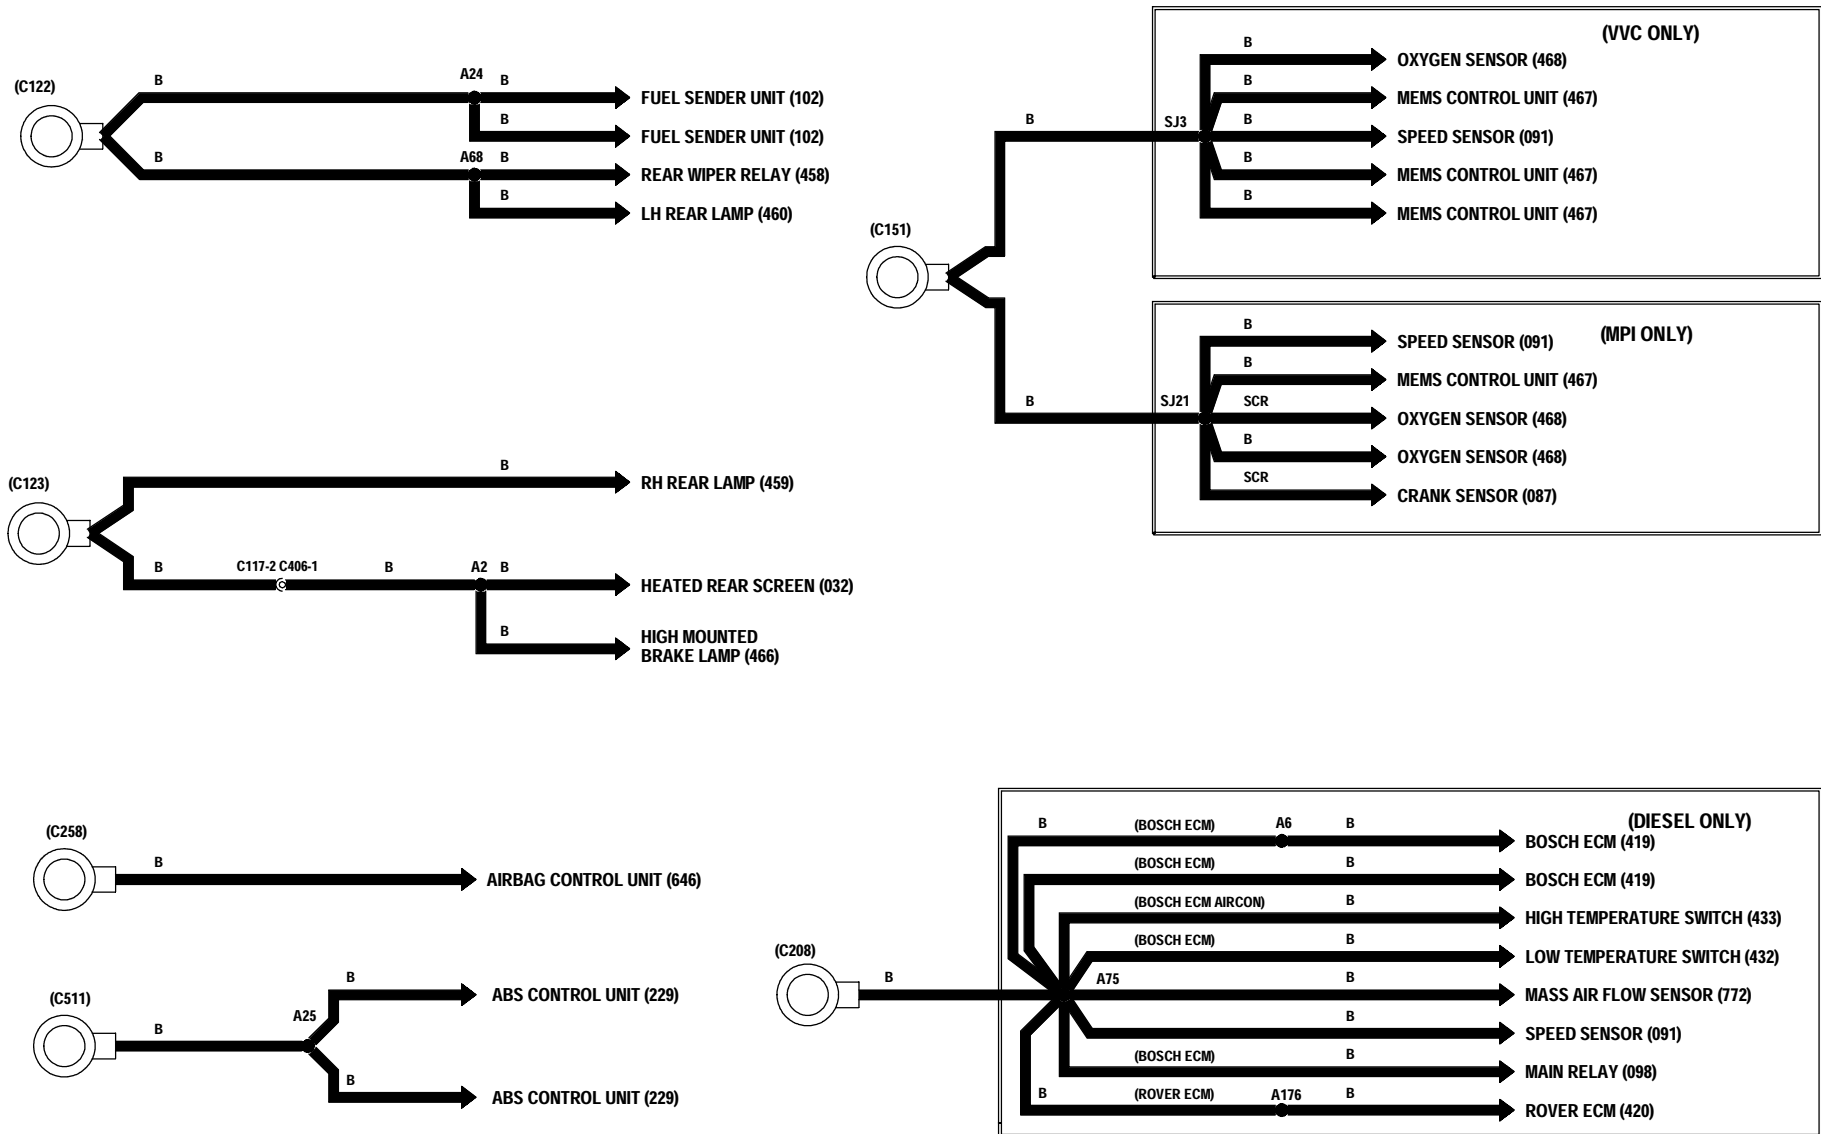 (C122)
B
A24
B
FUEL SENDER UNIT (102)
B
FUEL SENDER UNIT (102)
B
A68
B
REAR WIPER RELAY (458)
B
LH REAR LAMP (460)
(C123)
B
RH REAR LAMP (459)
B
C117-2 C406-1
B
A2
B
HEATED REAR SCREEN (032)
B
HIGH MOUNTED
BRAKE LAMP (466)
(C151)
B
SJ3
(VVC ONLY)
B
OXYGEN SENSOR (468)
B
MEMS CONTROL UNIT (467)
B
SPEED SENSOR (091)
B
MEMS CONTROL UNIT (467)
B
MEMS CONTROL UNIT (467)
B
SJ21
(MPI ONLY)
B
SPEED SENSOR (091)
B
MEMS CONTROL UNIT (467)
SCR
OXYGEN SENSOR (468)
B
OXYGEN SENSOR (468)
SCR
CRANK SENSOR (087)
(C258)
B
AIRBAG CONTROL UNIT (646)
(C511)
B
A25
B
ABS CONTROL UNIT (229)
B
ABS CONTROL UNIT (229)
(C208)
B
A75
(DIESEL ONLY)
B
(BOSCH ECM)
A6
B
BOSCH ECM (419)
(BOSCH ECM)
B
BOSCH ECM (419)
(BOSCH ECM AIRCON)
B
HIGH TEMPERATURE SWITCH (433)
(BOSCH ECM)
B
LOW TEMPERATURE SWITCH (432)
B
MASS AIR FLOW SENSOR (772)
B
SPEED SENSOR (091)
(BOSCH ECM)
B
MAIN RELAY (098)
B
(ROVER ECM)
A176
B
ROVER ECM (420)